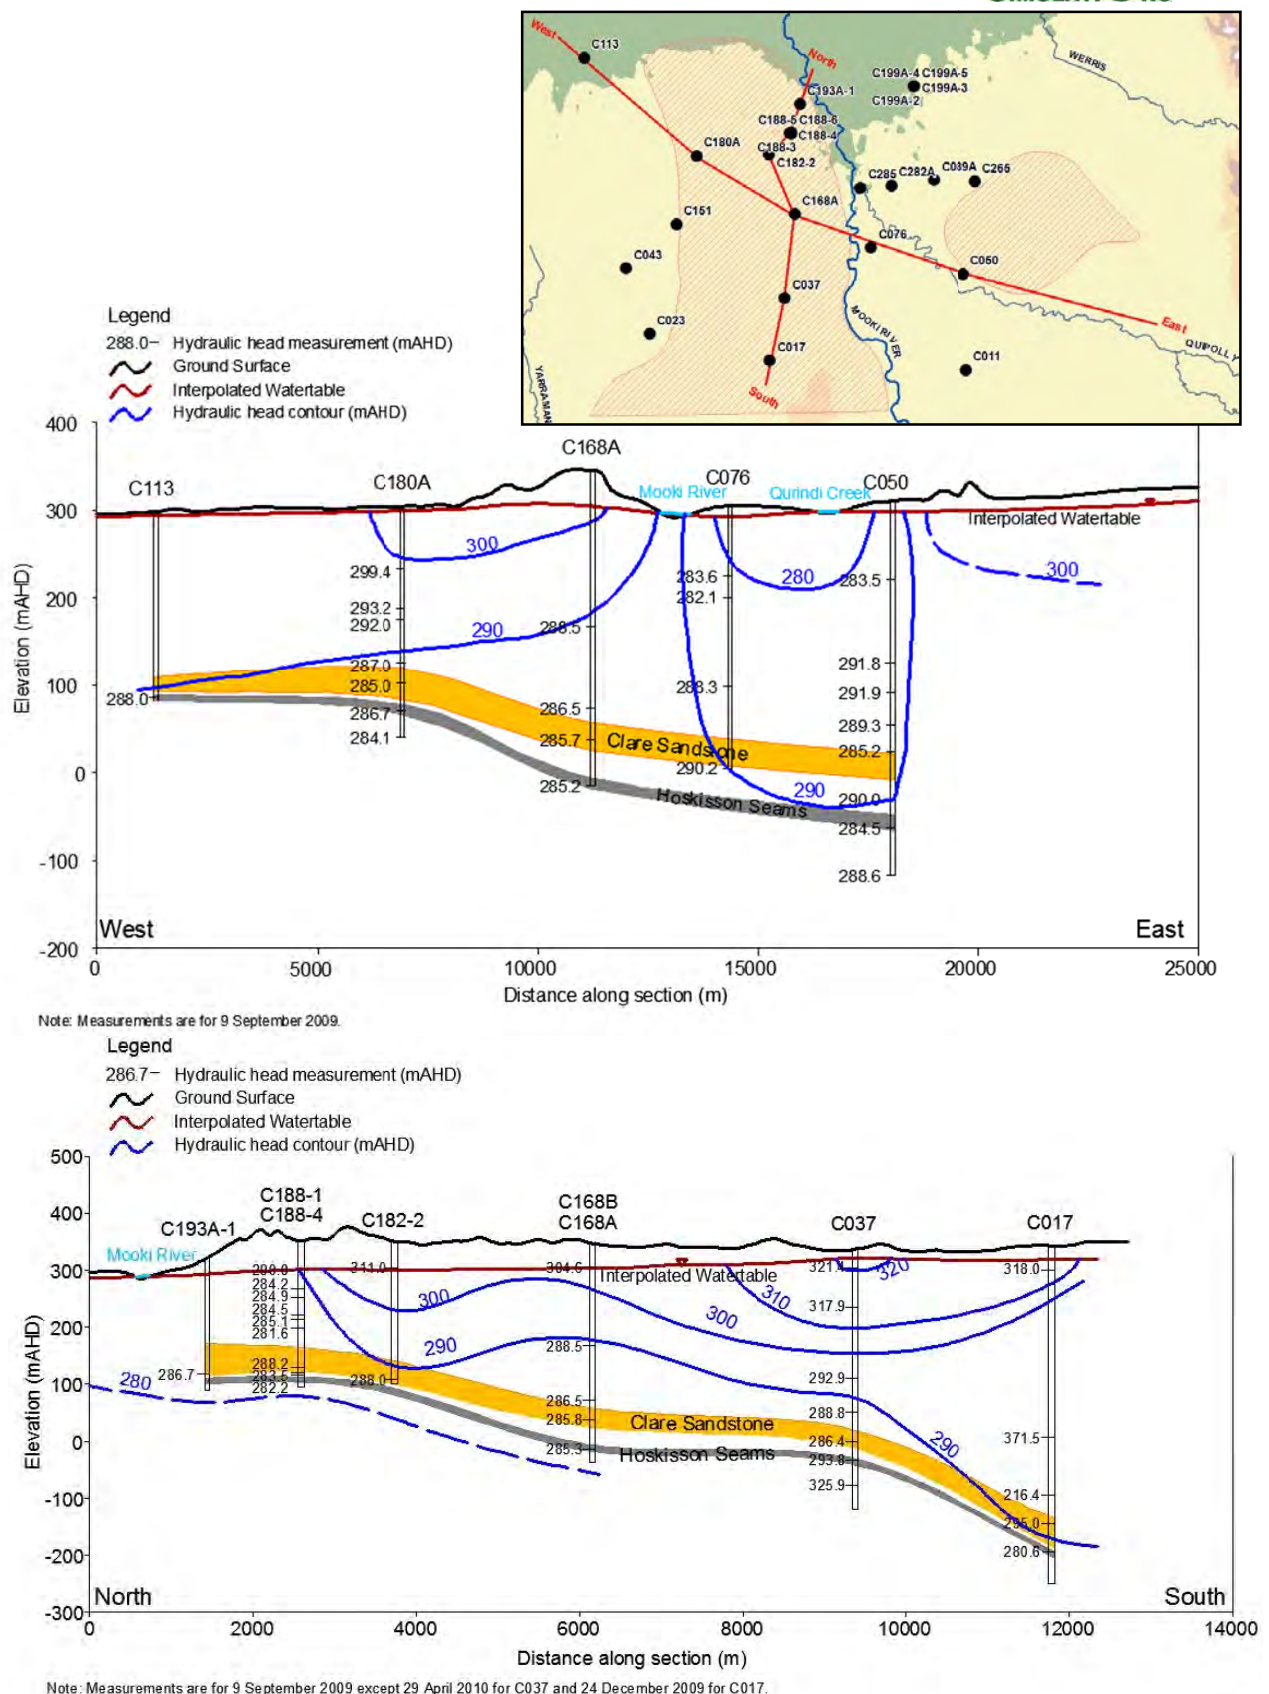 West
C113
North
C193A-1
C199A-4 C199A-5
C199A-3
C199A-2
WERRIS
C188-5 C188-6
C188-4
C188-3
C180A
C182-2
C285 C282A C089A C265
C168A
C151
C076
C043
C050
C037
C023
MOOKI RIVER
East
QUIPOLLY
C017
C011
South
YARRAMAN
Legend
288.0 Hydraulic head measurement (mAHD)
Ground Surface
Interpolated Watertable
Hydraulic head contour (mAHD)
400
300
200
100
0
-100
-200
Elevation (mAHD)
C113
C180A
C168A
C076
C050
Mooki River
Quirindi Creek
Interpolated Watertable
300
290
280
290
300
288.0
299.4
293.2
292.0
287.0
285.0
286.7
284.1
288.5
286.5
285.7
285.2
283.6
282.1
288.3
290.2
283.5
291.8
291.9
289.3
285.2
290.0
284.5
288.6
Clare Sandstone
Hoskisson Seams
West
East
0 5000 10000 15000 20000 25000
Distance along section (m)
Note: Measurements are for 9 September 2009.
Legend
286.7 Hydraulic head measurement (mAHD)
Ground Surface
Interpolated Watertable
Hydraulic head contour (mAHD)
500
400
300
200
100
0
-100
-200
-300
Elevation (mAHD)
Mooki River
C193A-1
C188-1
C188-4
C182-2
C168B
C168A
C037
C017
Interpolated Watertable
280
300
290
300
310
320
290
286.7
284.2
284.9
284.5
285.1
281.6
288.2
283.5
282.2
288.0
288.5
286.5
285.8
285.3
317.9
292.9
288.8
286.4
293.8
325.9
318.0
371.5
216.4
295.0
280.6
Clare Sandstone
Hoskisson Seams
North
South
0 2000 4000 6000 8000 10000 12000 14000
Distance along section (m)
Note: Measurements are for 9 September 2009 except 29 April 2010 for C037 and 24 December 2009 for C017.